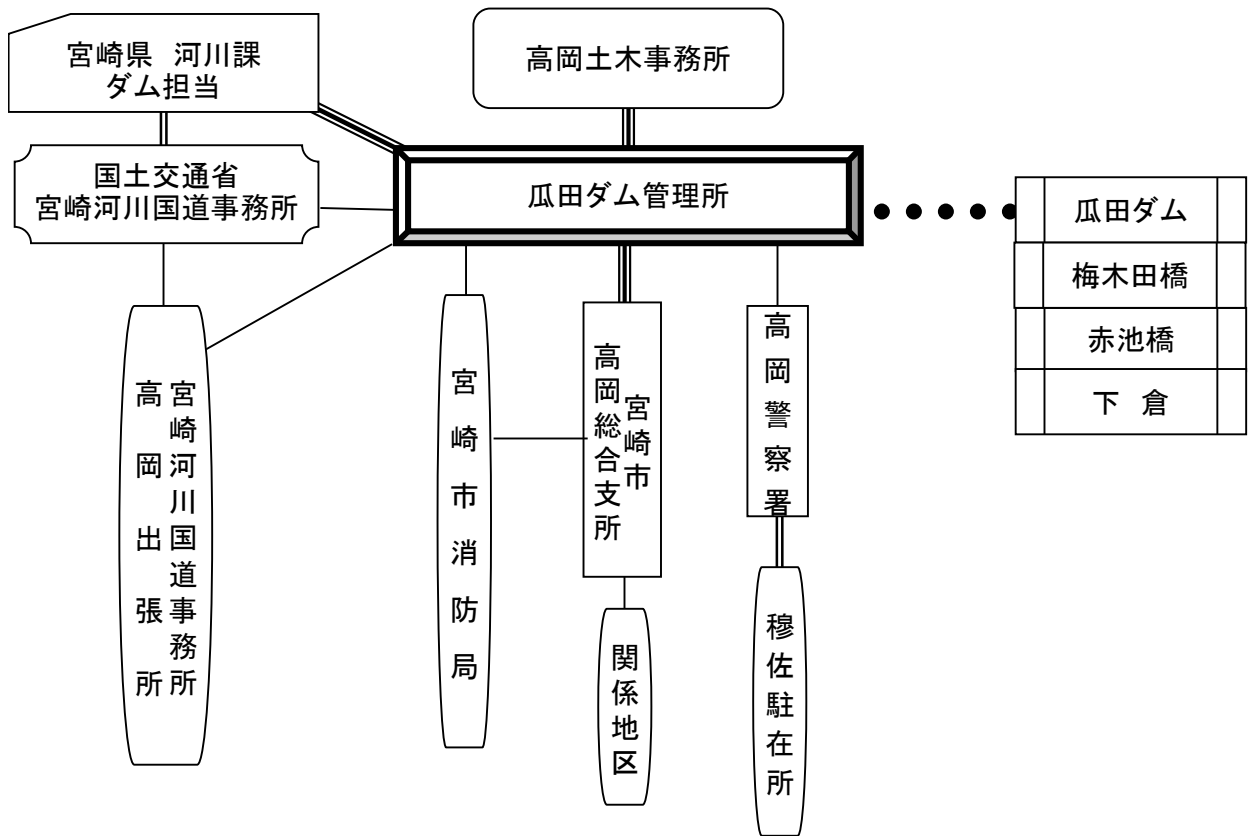 宮崎県 河川課
ダム担当
高岡土木事務所
国土交通省
宮崎河川国道事務所
瓜田ダム管理所
瓜田ダム
梅木田橋
赤池橋
下 倉
宮崎河川国道事務所
高岡出張所
宮崎市消防局
宮崎市
高岡総合支所
高岡警察署
関係地区
穆佐駐在所